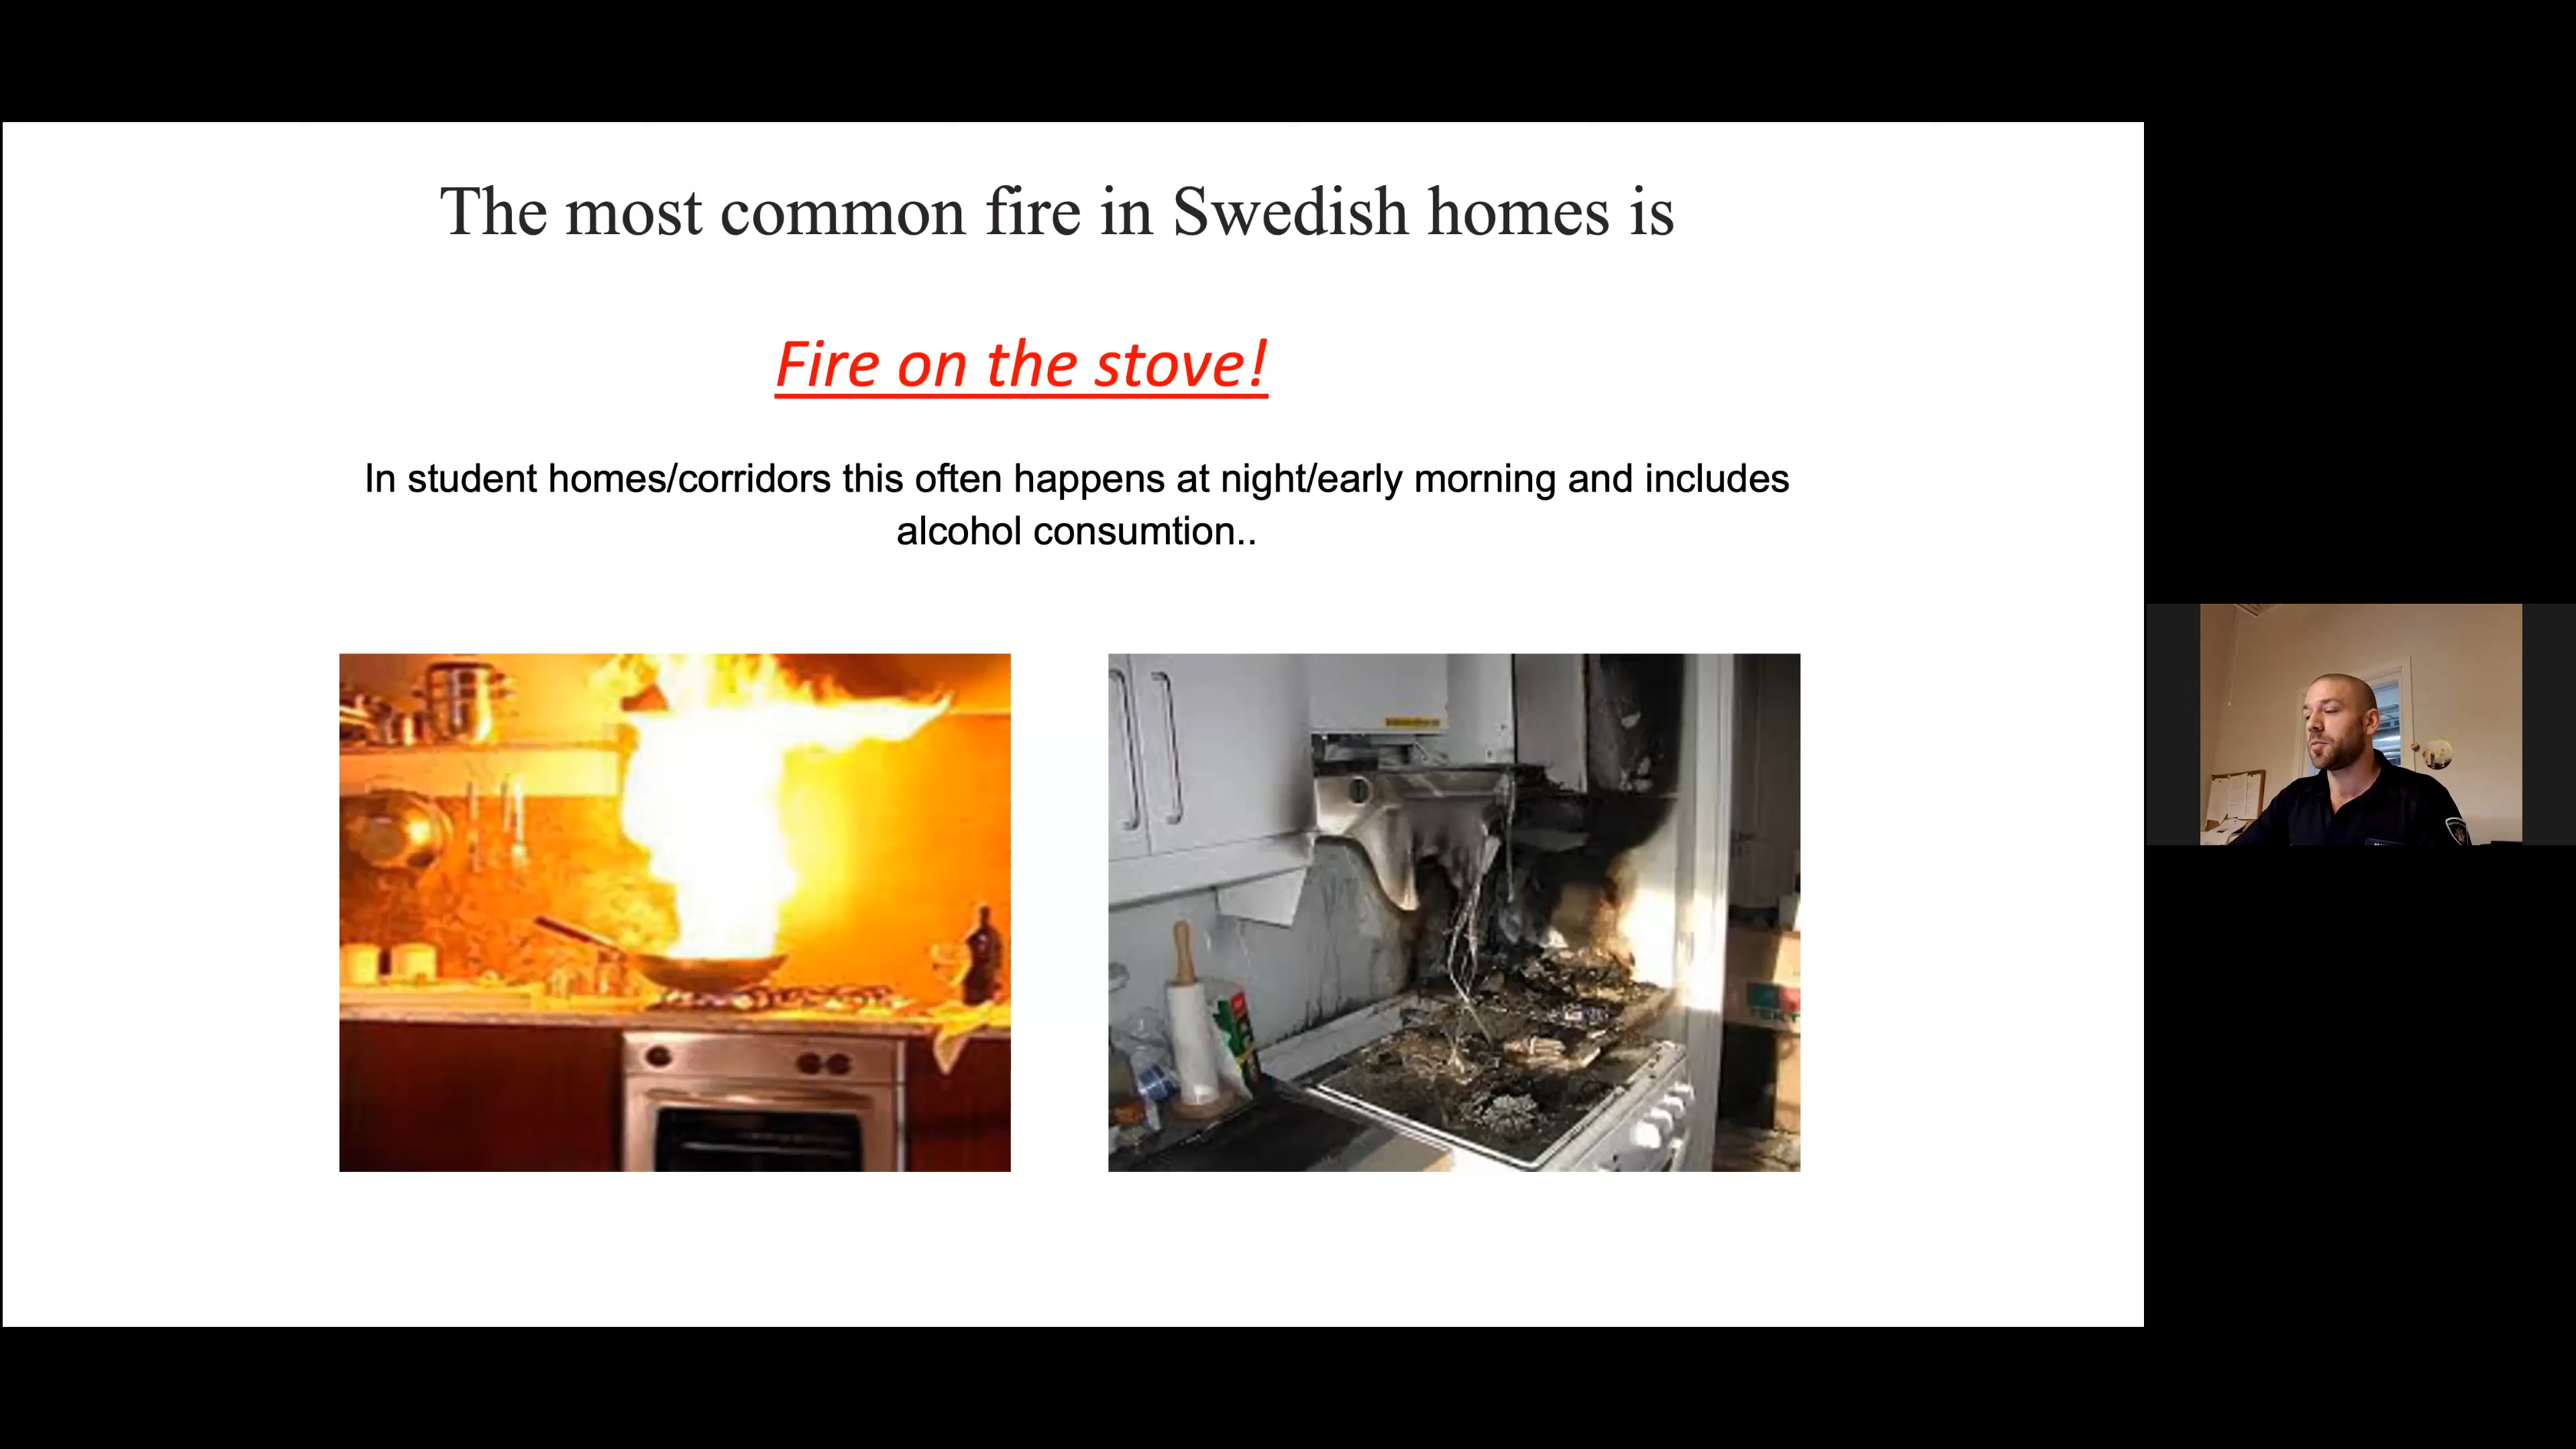 The most common fire in Swedish homes is
Fire on the stove!
In student homes/corridors this often happens at night/early morning and includes
alcohol consumtion..